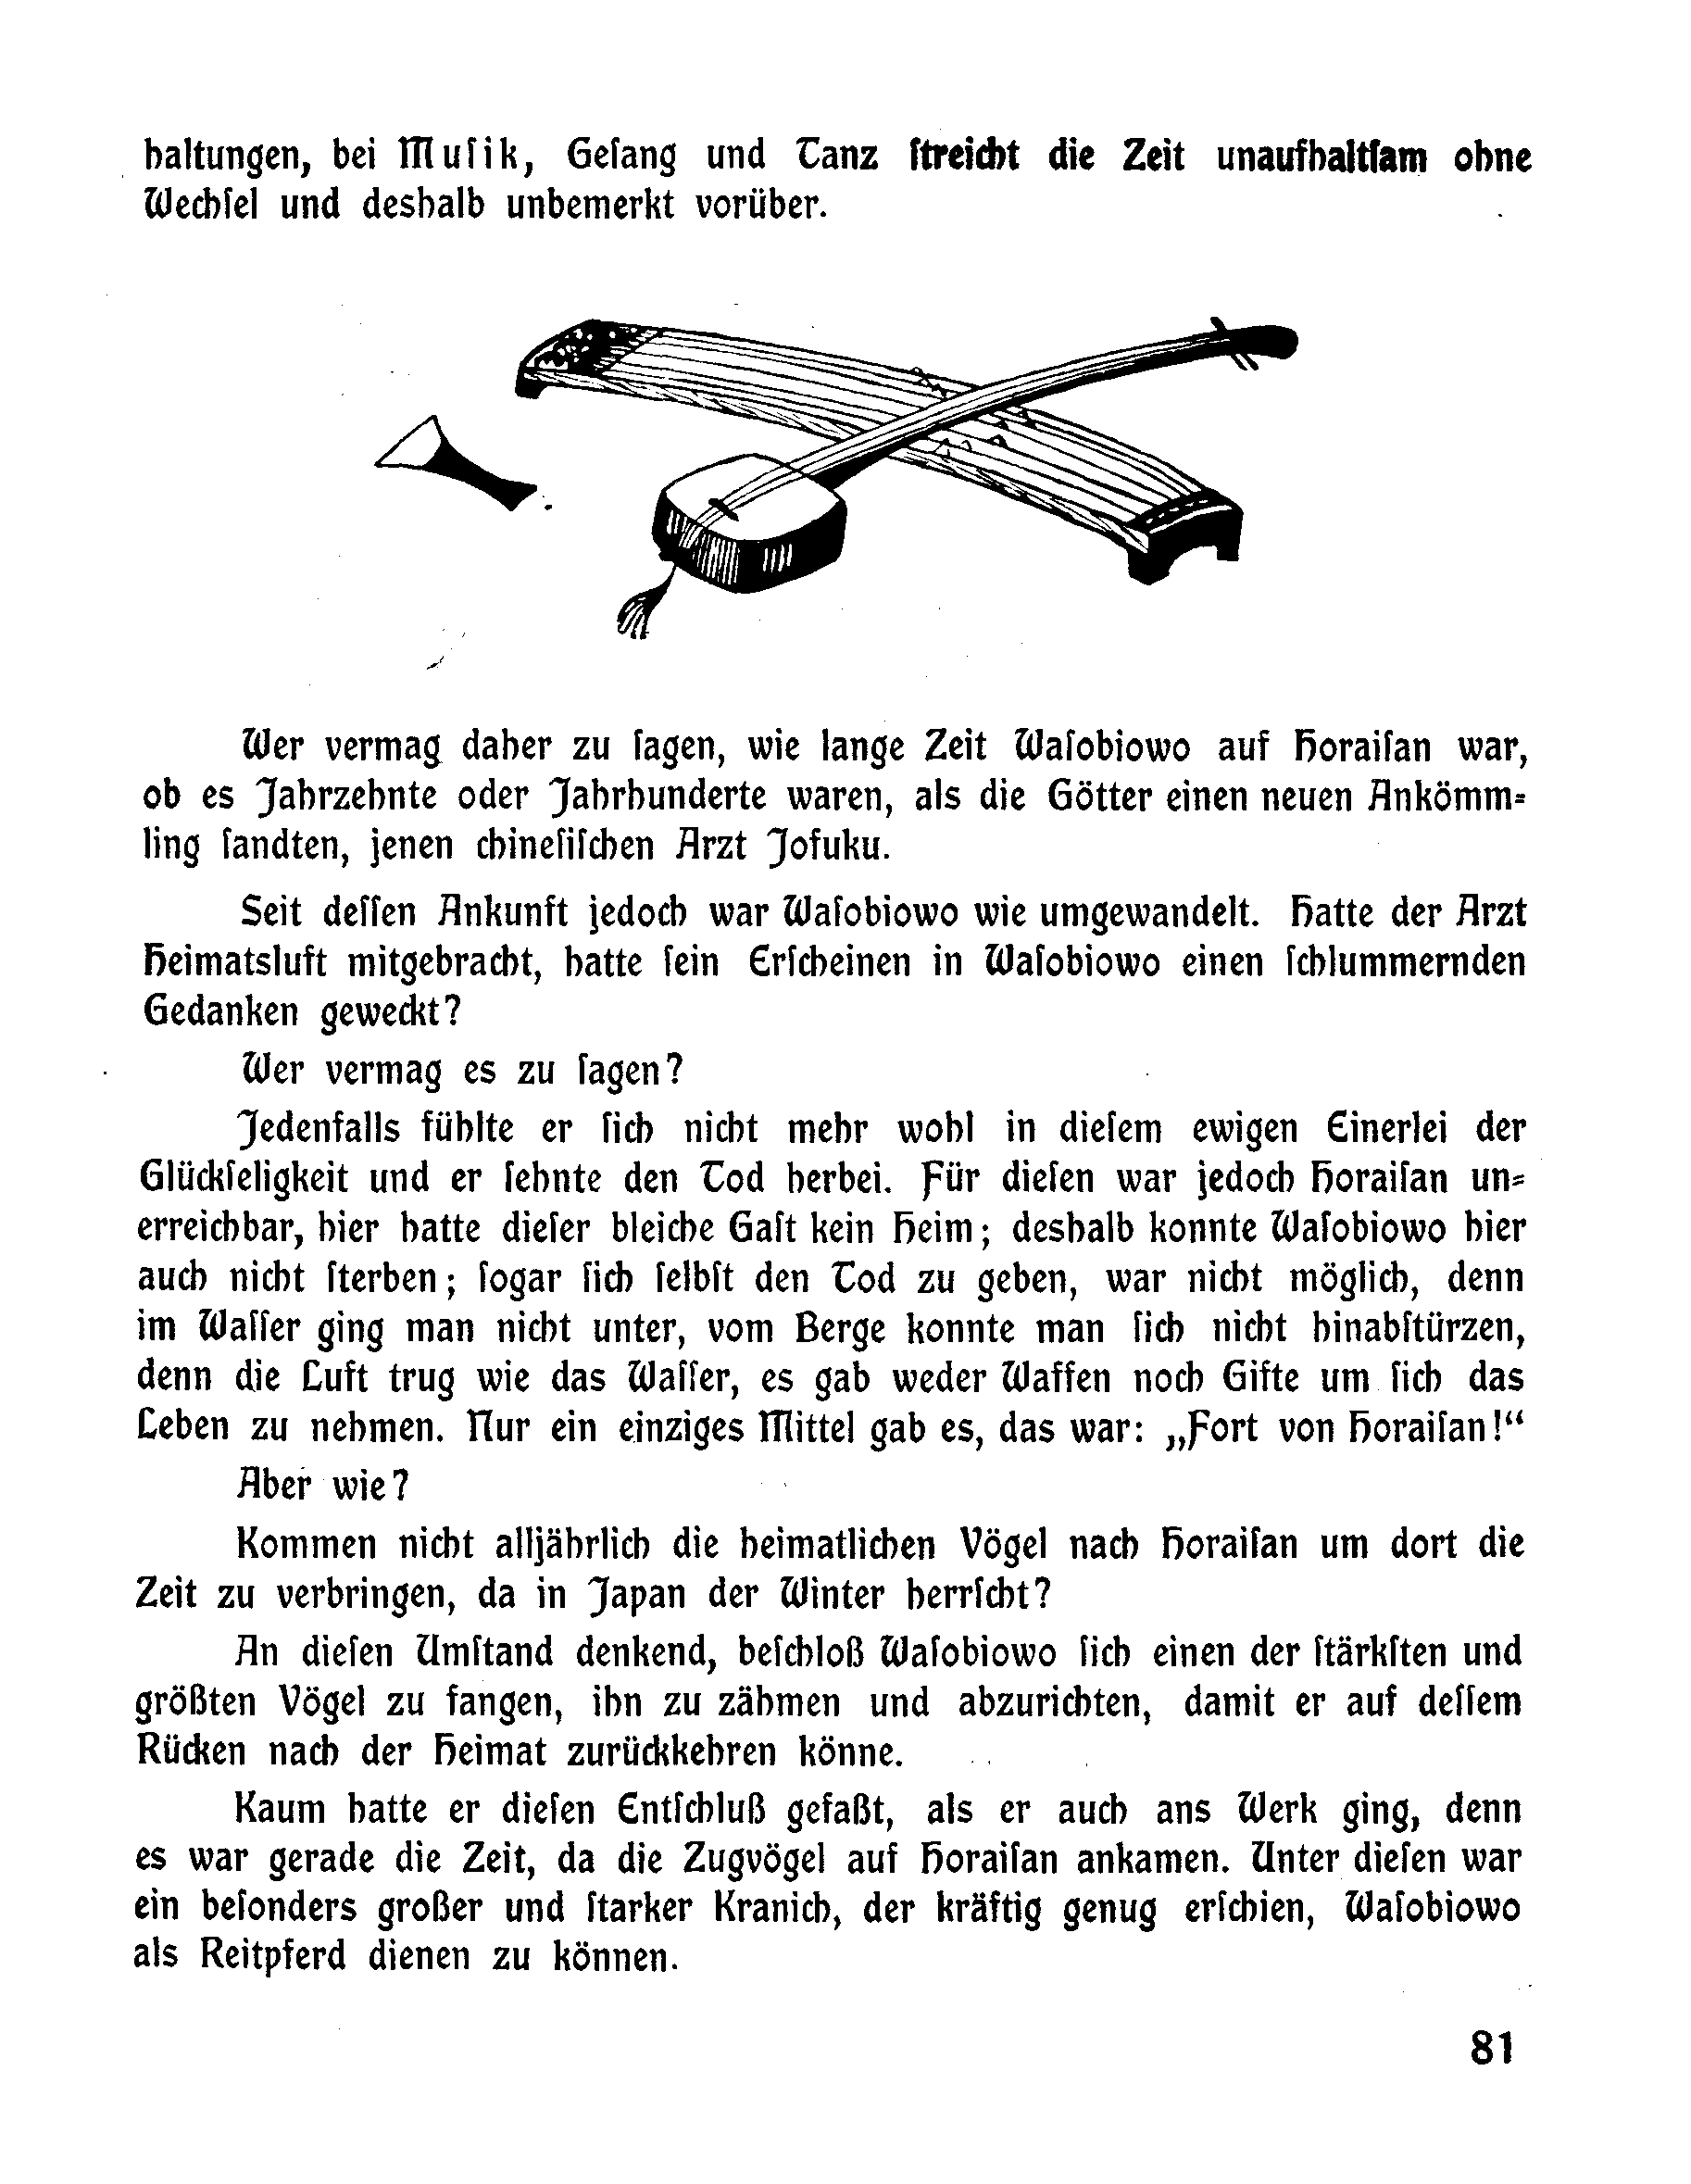 haltungen, bei Muſik, Geſang und Tanz ſtreicht die Zeit unaufhaltſam ohne
Wechſel und deshalb unbemerkt vorüber.
Wer vermag daher zu ſagen, wie lange Zeit Waſobiowo auf Horaiſan war,
ob es Jahrzehnte oder Jahrhunderte waren, als die Götter einen neuen Ankömm⸗
ling ſandten, jenen chineſiſchen Arzt Jofuku.
Seit deſſen Ankunft jedoch war Waſobiowo wie umgewandelt. Hatte der Arzt
Heimatsluft mitgebracht, hatte ſein Erſcheinen in Waſobiowo einen ſchlummernden
Gedanken geweckt?
Wer vermag es zu ſagen?
Jedenfalls fühlte er ſich nicht mehr wohl in dieſem ewigen Einerlei der
Glückſeligkeit und er ſehnte den Tod herbei. Für dieſen war jedoch Horaiſan un⸗
erreichbar, hier hatte dieſer bleiche Gaſt kein Heim; deshalb konnte Waſobiowo hier
auch nicht ſterben; ſogar ſich ſelbſt den Tod zu geben, war nicht möglich, denn
im Waſſer ging man nicht unter, vom Berge konnte man ſich nicht hinabſtürzen,
denn die Luft trug wie das Waſſer, es gab weder Waffen noch Gifte um ſich das
Leben zu nehmen. Nur ein einziges Mittel gab es, das war: „Fort von Horaiſan!“
Aber wie?
Kommen nicht alljährlich die heimatlichen Vögel nach Horaiſan um dort die
Zeit zu verbringen, da in Japan der Winter herrſcht?
An dieſen Umſtand denkend, beſchloß Waſobiowo ſich einen der ſtärkſten und
größten Vögel zu fangen, ihn zu zähmen und abzurichten, damit er auf deſſem
Rücken nach der Heimat zurückkehren könne.
Kaum hatte er dieſen Entſchluß gefaßt, als er auch ans Werk ging, denn
es war gerade die Zeit, da die Zugvögel auf Horaiſan ankamen. Unter dieſen war
ein beſonders großer und ſtarker Kranich, der kräftig genug erſchien, Waſobiowo
als Reitpferd dienen zu können.
81